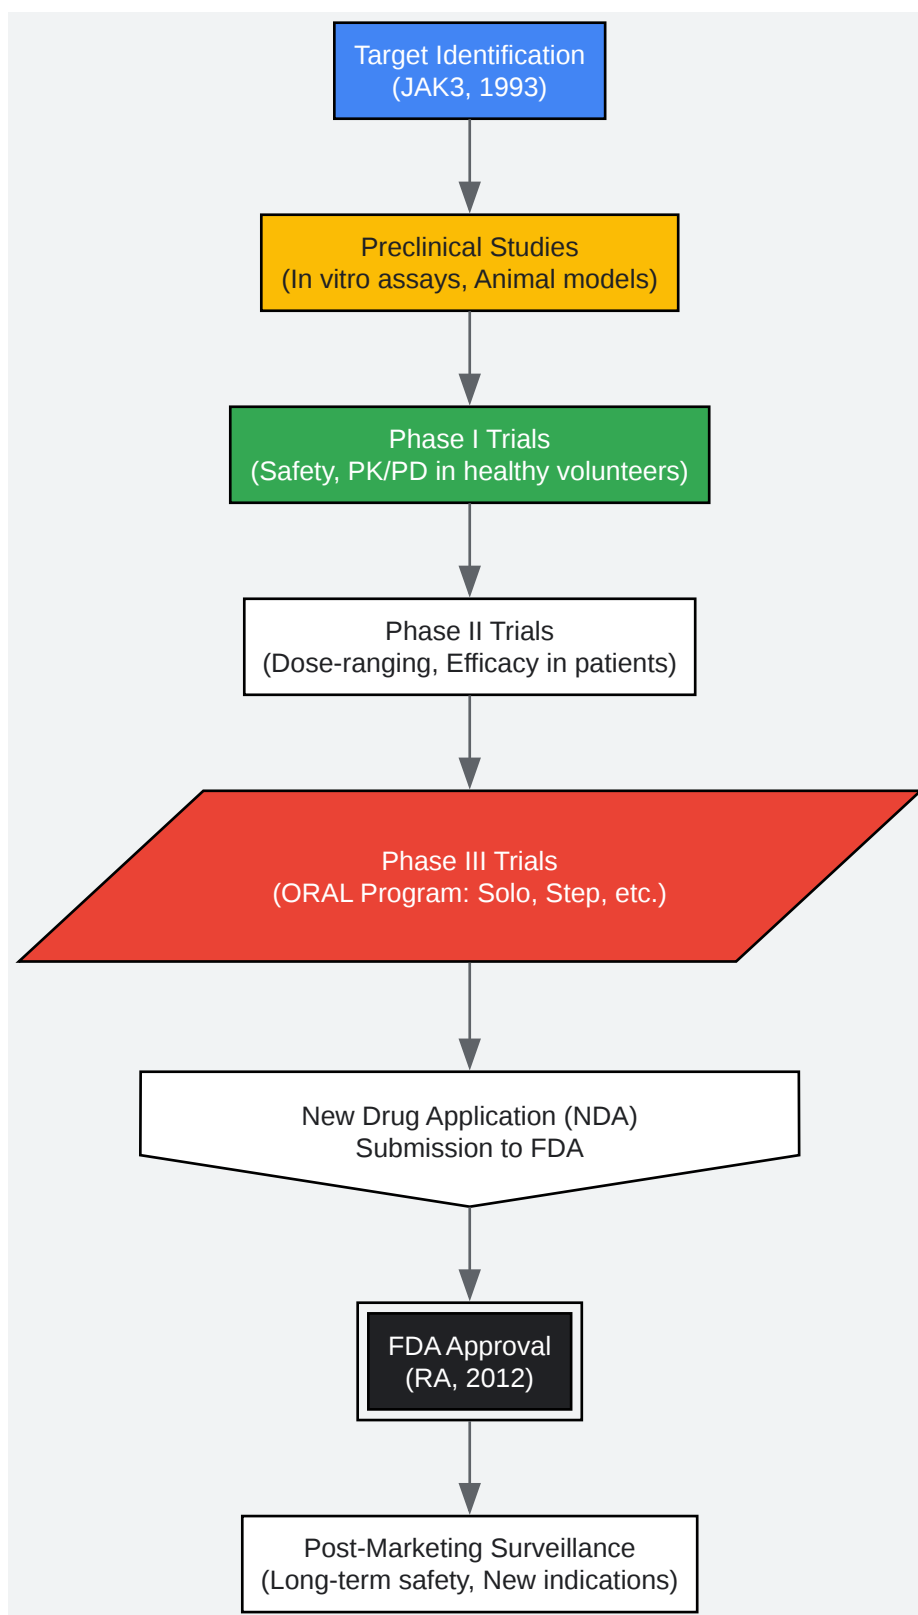 Target Identification
(JAK3, 1993)
Preclinical Studies
(In vitro assays, Animal models)
Phase I Trials
(Safety, PK/PD in healthy volunteers)
Phase II Trials
(Dose-ranging, Efficacy in patients)
Phase III Trials
(ORAL Program: Solo, Step, etc.)
New Drug Application (NDA)
Submission to FDA
FDA Approval
(RA, 2012)
Post-Marketing Surveillance
(Long-term safety, New indications)